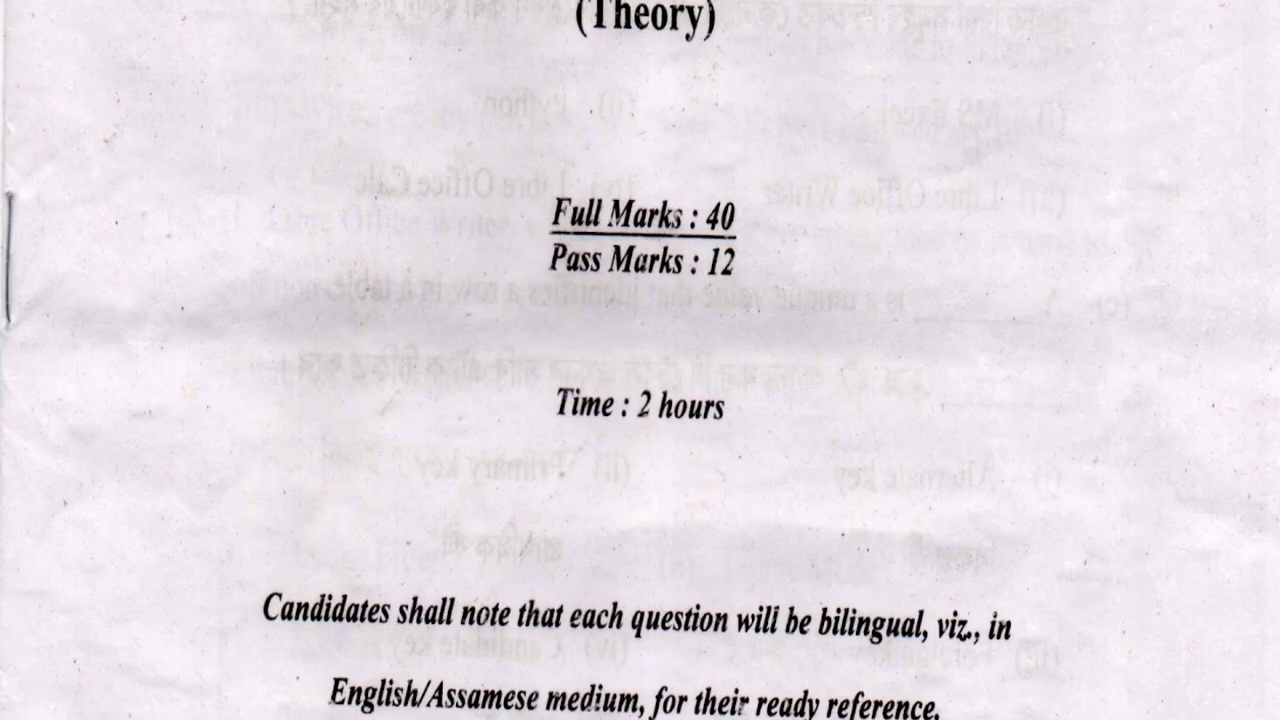 (Theory)
Full Marks : 40
Pass Marks : 12
Time : 2 hours
Candidates shall note that each question will be bilingual, viz., in
English/Assamese medium, for their ready reference.